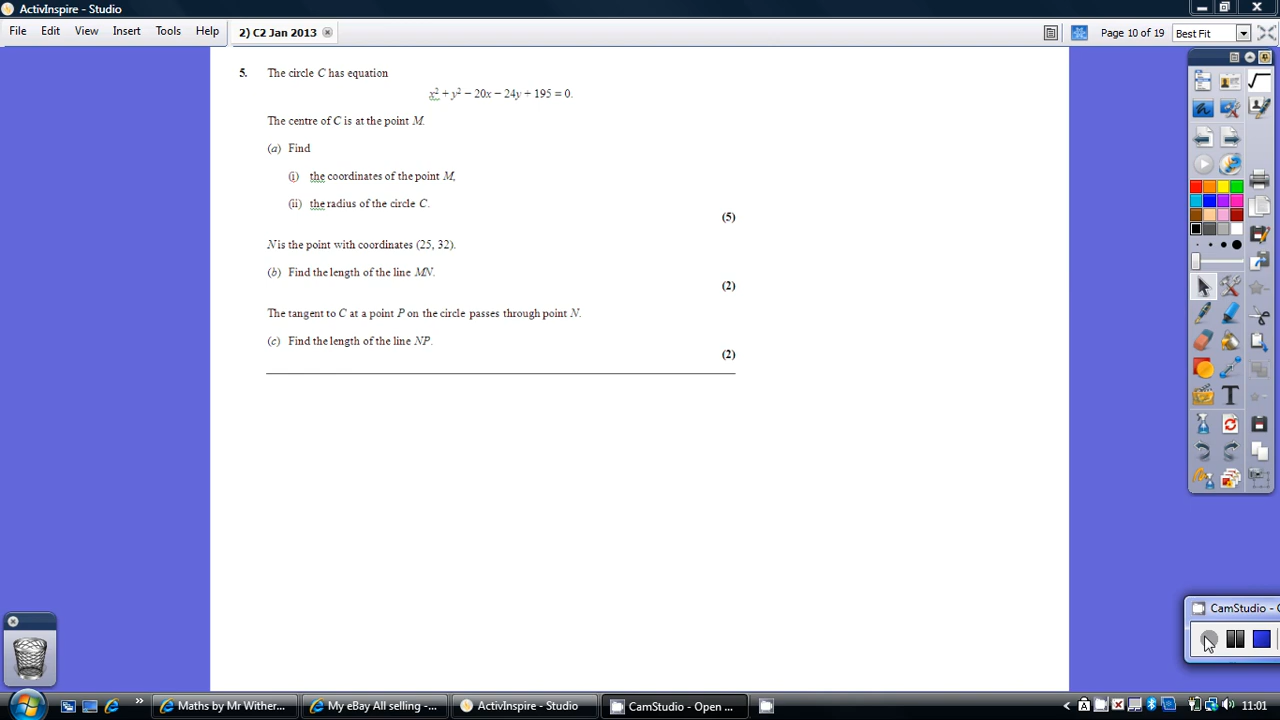 ActivInspire - Studio
File Edit View Insert Tools Help
2) C2 Jan 2013
Page 10 of 19
Best Fit
5. The circle C has equation
x² + y² − 20x − 24y + 195 = 0.
The centre of C is at the point M.
(a) Find
(i) the coordinates of the point M,
(ii) the radius of the circle C.
(5)
N is the point with coordinates (25, 32).
(b) Find the length of the line MN.
(2)
The tangent to C at a point P on the circle passes through point N.
(c) Find the length of the line NP.
(2)
CamStudio -
Maths by Mr Wither...
My eBay All selling -...
ActivInspire - Studio
CamStudio - Open ...
A
11:01